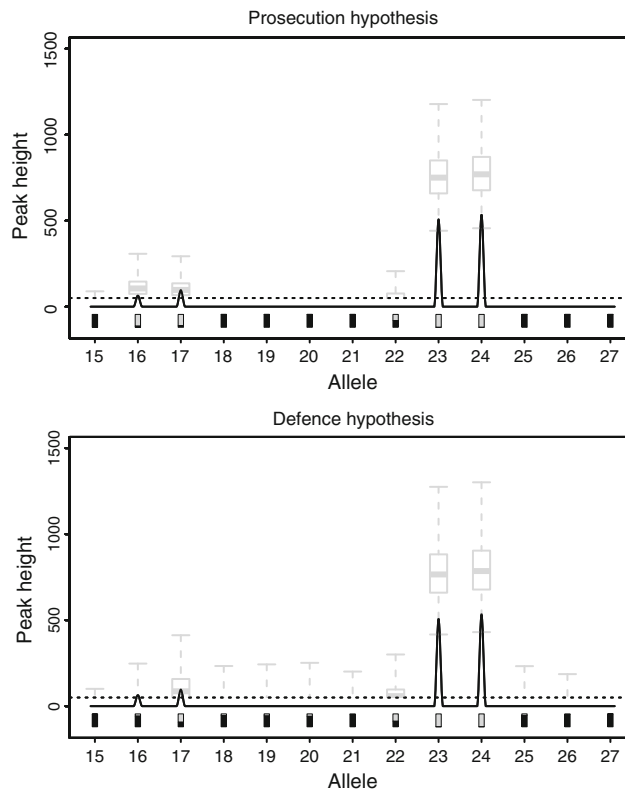 Prosecution hypothesis
1500
1000
500
0
Peak height
15 16 17 18 19 20 21 22 23 24 25 26 27
Allele
Defence hypothesis
1500
1000
500
0
Peak height
15 16 17 18 19 20 21 22 23 24 25 26 27
Allele